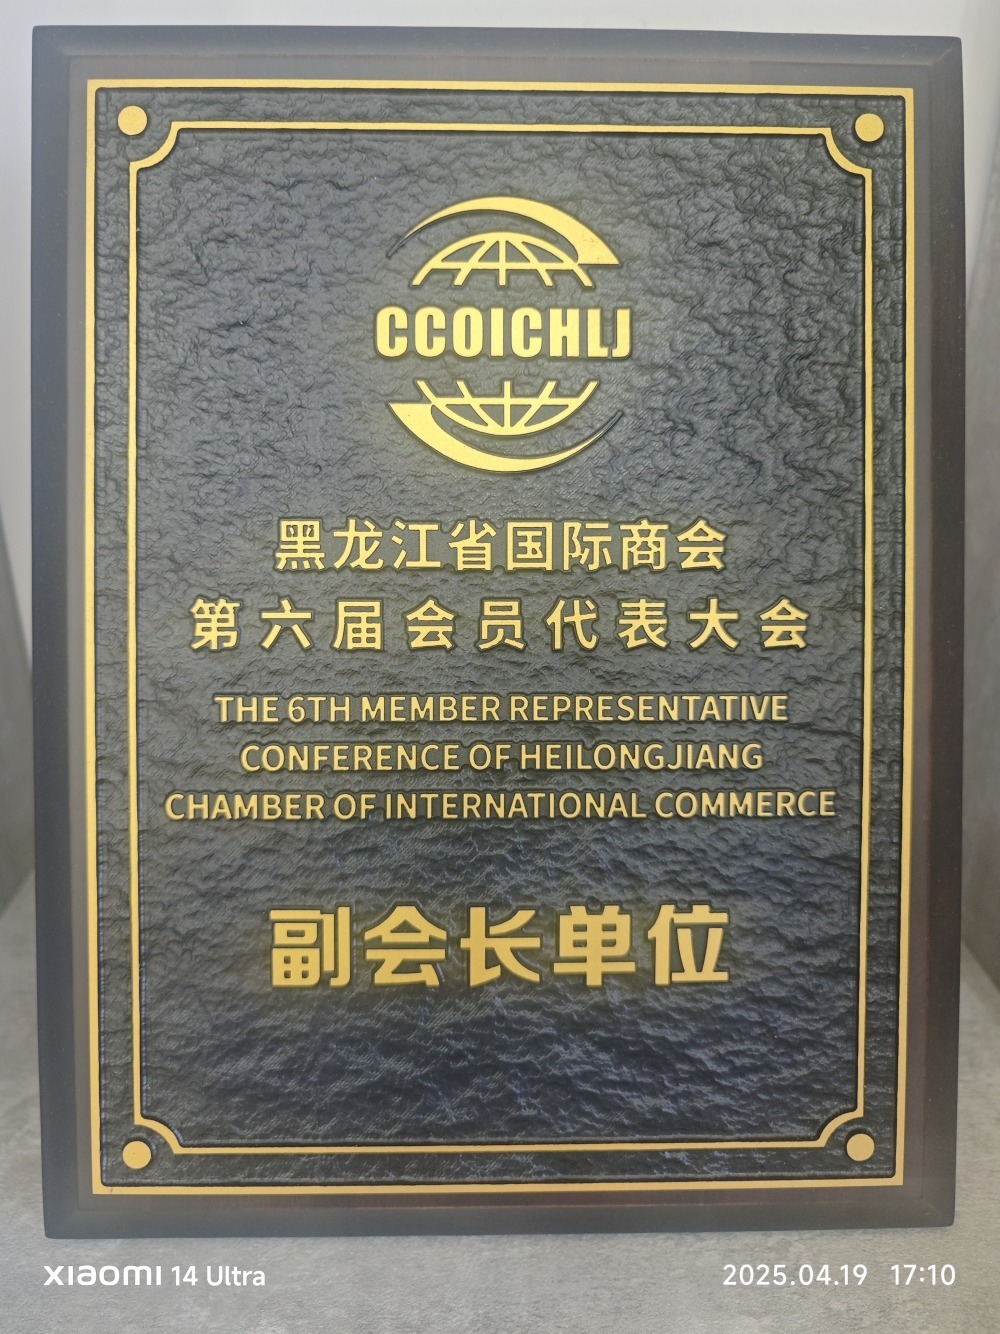 CCOICHLJ
黑龙江省国际商会
第六届会员代表大会
THE 6TH MEMBER REPRESENTATIVE
CONFERENCE OF HEILONGJIANG
CHAMBER OF INTERNATIONAL COMMERCE
副会长单位
xiaomi 14 Ultra
2025.04.19 17:10